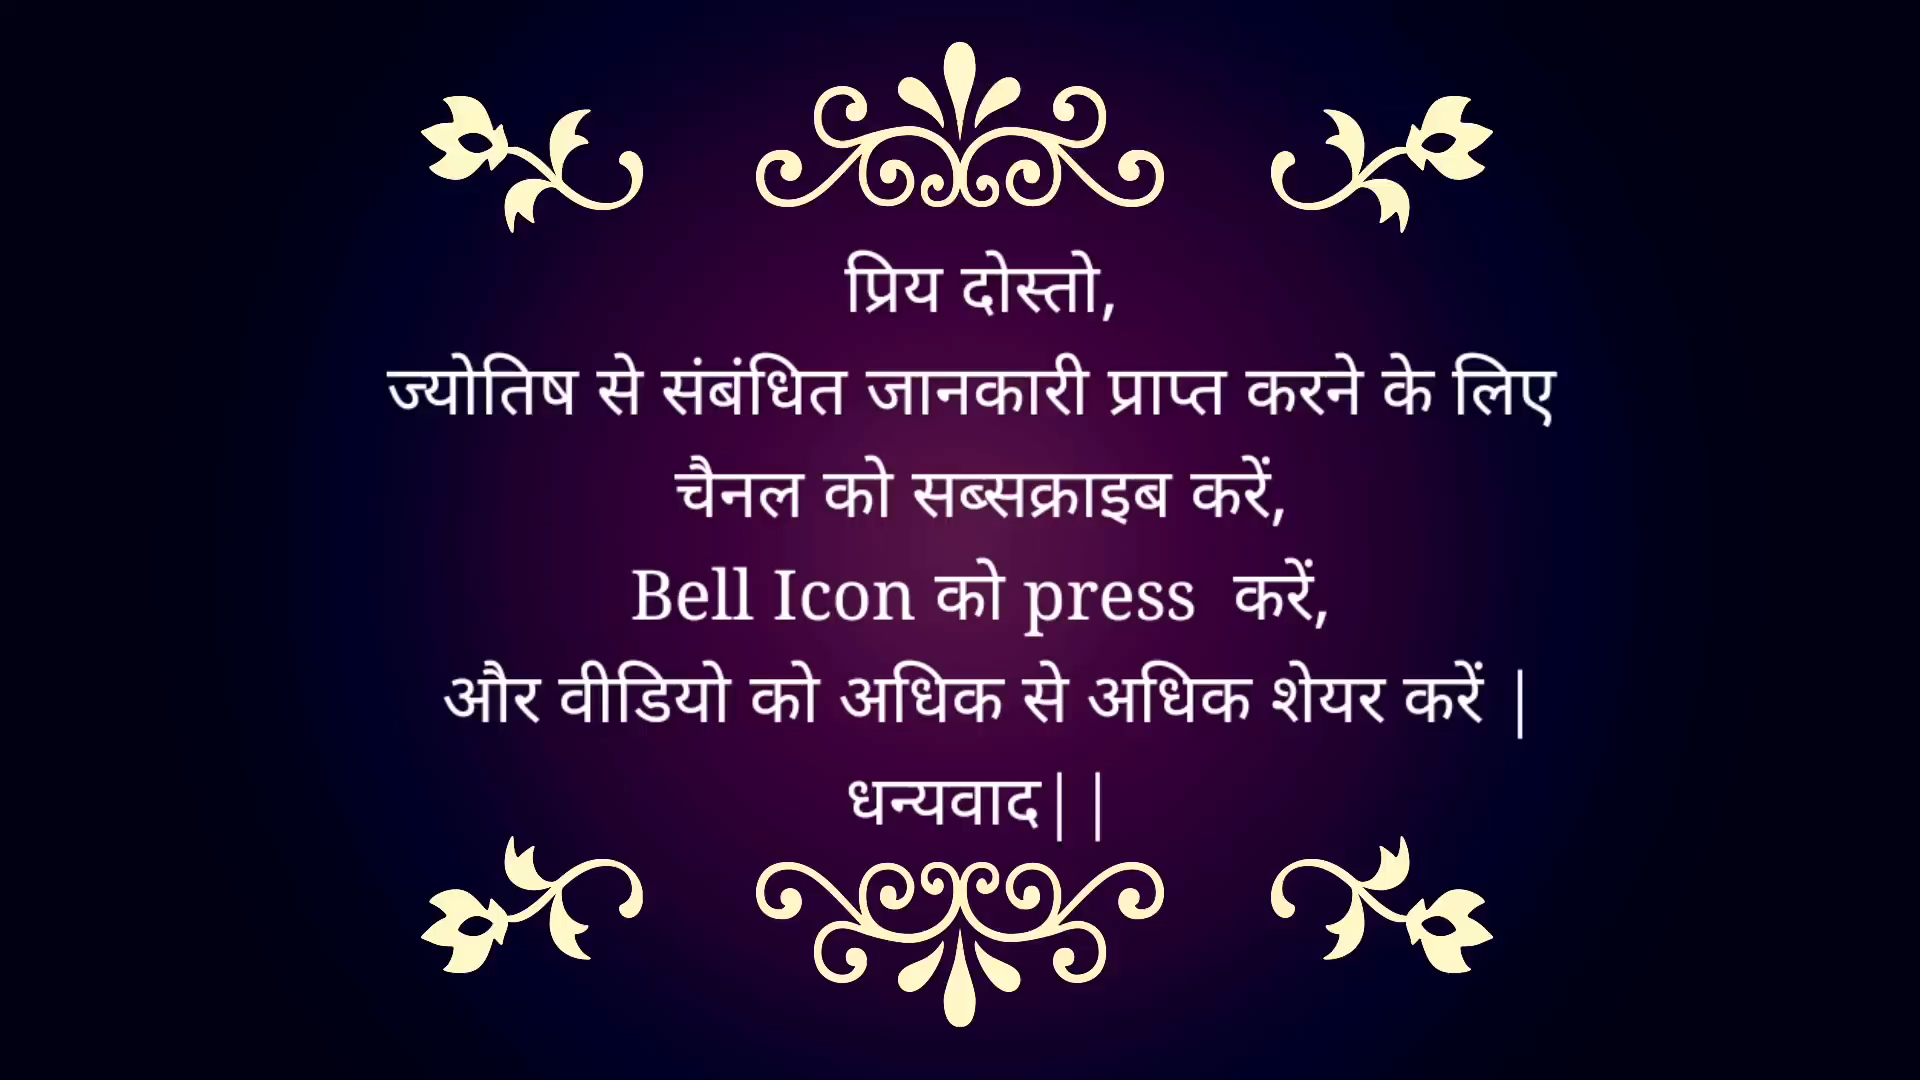 प्रिय दोस्तो,
ज्योतिष से संबंधित जानकारी प्राप्त करने के लिए
चैनल को सब्सक्राइब करें,
Bell Icon को press  करें,
और वीडियो को अधिक से अधिक शेयर करें |
धन्यवाद||